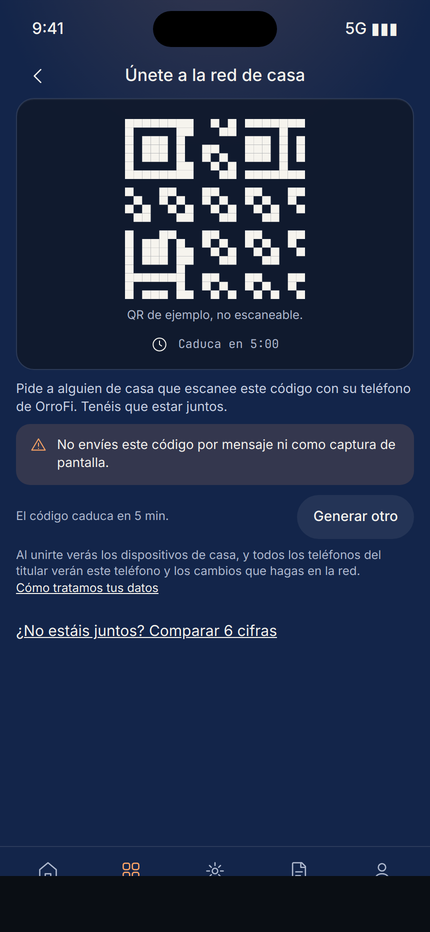 9:41
5G
Únete a la red de casa
QR de ejemplo, no escaneable.
Caduca en 5:00
Pide a alguien de casa que escanee este código con su teléfono
de OrroFi. Tenéis que estar juntos.
No envíes este código por mensaje ni como captura de
pantalla.
El código caduca en 5 min.
Generar otro
Al unirte verás los dispositivos de casa, y todos los teléfonos del
titular verán este teléfono y los cambios que hagas en la red.
Cómo tratamos tus datos
¿No estáis juntos? Comparar 6 cifras